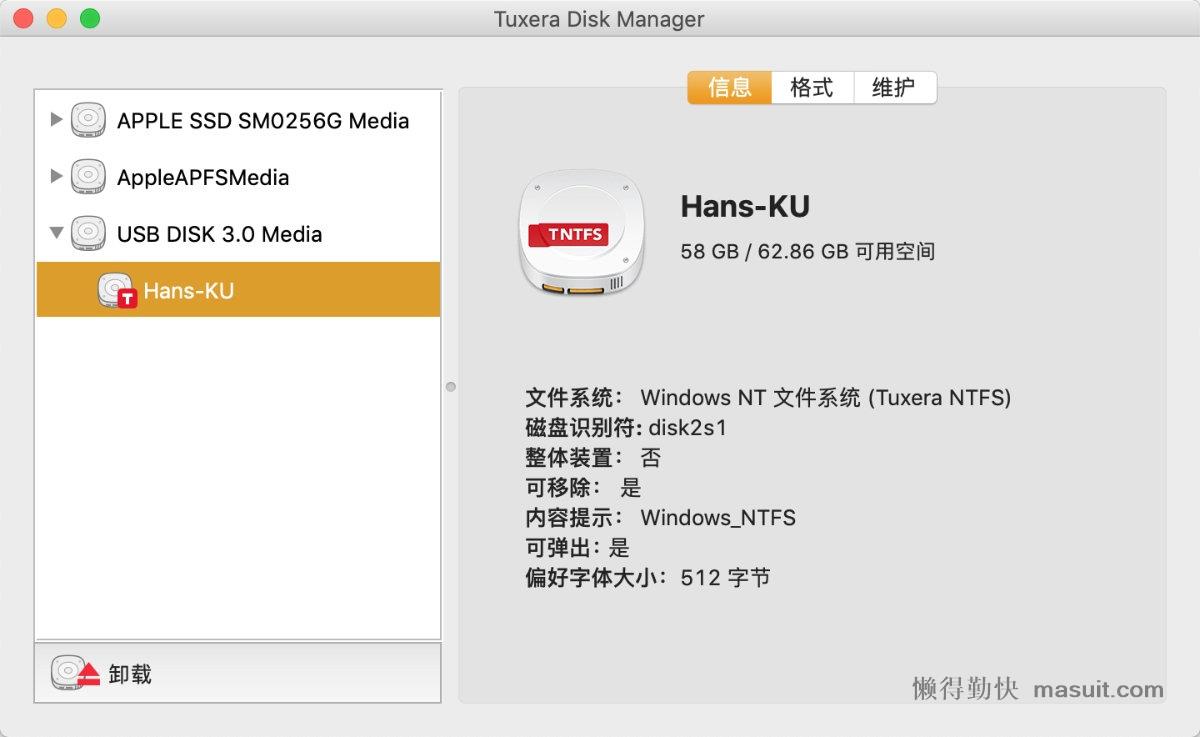 Tuxera Disk Manager
信息 格式 维护
APPLE SSD SM0256G Media
AppleAPFSMedia
USB DISK 3.0 Media
T Hans-KU
卸载
TNTFS
Hans-KU
58 GB / 62.86 GB 可用空间
文件系统： Windows NT 文件系统 (Tuxera NTFS)
磁盘识别符: disk2s1
整体装置： 否
可移除： 是
内容提示： Windows_NTFS
可弹出：是
偏好字体大小：512 字节
懒得勤快 masuit.com